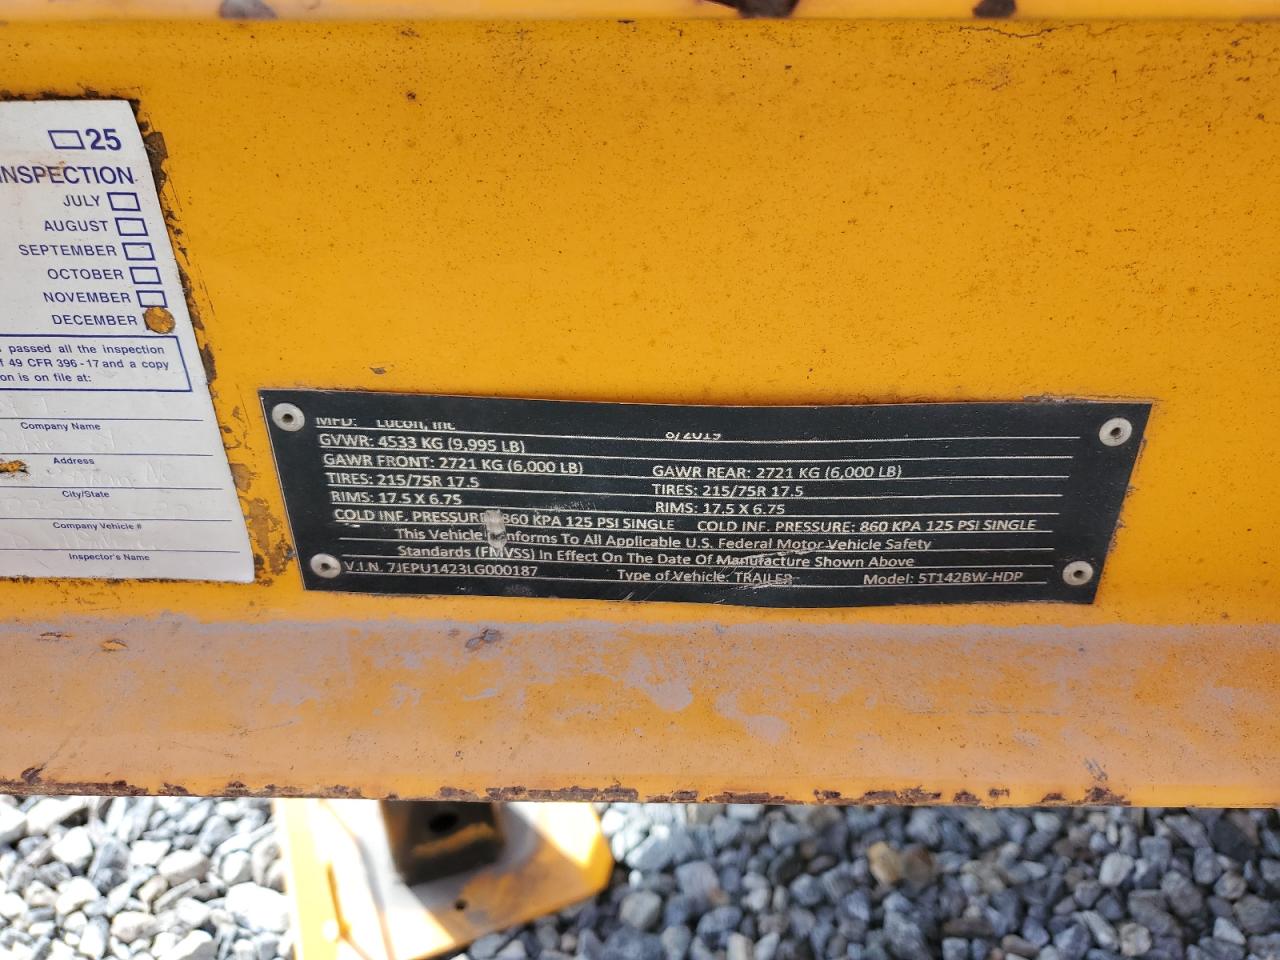 25
INSPECTION
JULY
AUGUST
SEPTEMBER
OCTOBER
NOVEMBER
DECEMBER
passed all the inspection
49 CFR 396-17 and a copy
is on file at:
Company Name
Address
City/State
Company Vehicle #
Inspector's Name
MFD: Lucon, Inc 8/2019
GVWR: 4533 KG (9,995 LB)
GAWR FRONT: 2721 KG (6,000 LB) GAWR REAR: 2721 KG (6,000 LB)
TIRES: 215/75R 17.5 TIRES: 215/75R 17.5
RIMS: 17.5 X 6.75 RIMS: 17.5 X 6.75
COLD INF. PRESSURE: 860 KPA 125 PSI SINGLE COLD INF. PRESSURE: 860 KPA 125 PSI SINGLE
This Vehicle Conforms To All Applicable U.S. Federal Motor Vehicle Safety
Standards (FMVSS) In Effect On The Date Of Manufacture Shown Above
V.I.N. 7JEPU1423LG000187 Type of Vehicle: TRAILER Model: 5T142BW-HDP